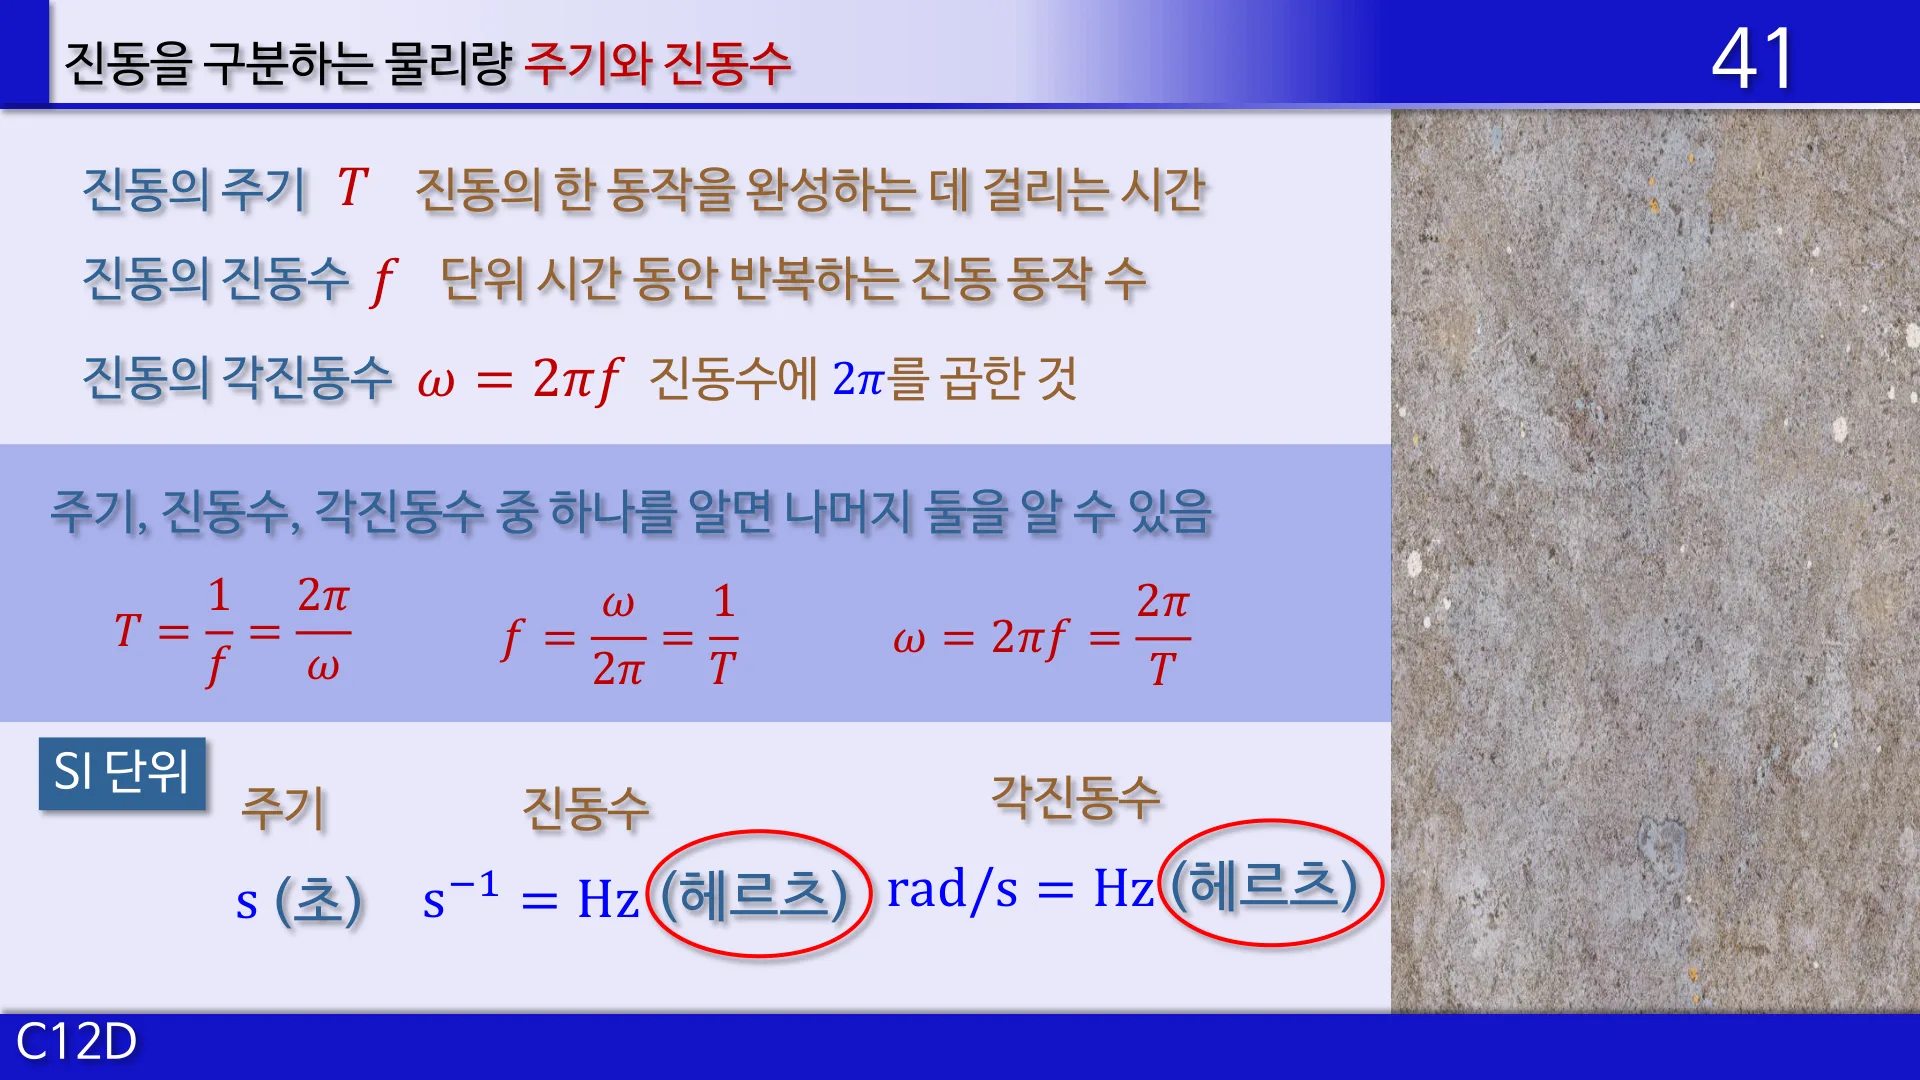 진동을 구분하는 물리량 주기와 진동수
41
진동의 주기 T 진동의 한 동작을 완성하는 데 걸리는 시간
진동의 진동수 f 단위 시간 동안 반복하는 진동 동작 수
진동의 각진동수 ω = 2πf 진동수에 2π를 곱한 것
주기, 진동수, 각진동수 중 하나를 알면 나머지 둘을 알 수 있음
T = 1/f = 2π/ω
f = ω/2π = 1/T
ω = 2πf = 2π/T
SI 단위
주기 진동수 각진동수
s (초) s⁻¹ = Hz (헤르츠) rad/s = Hz (헤르츠)
C12D